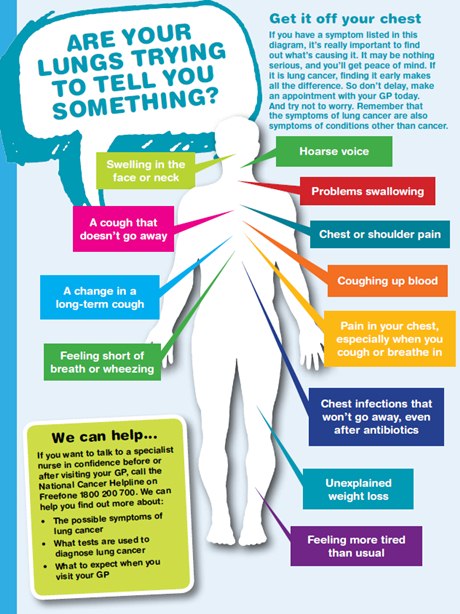 ARE YOUR
LUNGS TRYING
TO TELL YOU
SOMETHING?
Get it off your chest
If you have a symptom listed in this
diagram, it's really important to find
out what's causing it. It may be nothing
serious, and you'll get peace of mind. If
it is lung cancer, finding it early makes
all the difference. So don't delay, make
an appointment with your GP today.
And try not to worry. Remember that
the symptoms of lung cancer are also
symptoms of conditions other than cancer.
Swelling in the
face or neck
Hoarse voice
Problems swallowing
A cough that
doesn't go away
Chest or shoulder pain
A change in a
long-term cough
Coughing up blood
Pain in your chest,
especially when you
cough or breathe in
Feeling short of
breath or wheezing
Chest infections that
won't go away, even
after antibiotics
Unexplained
weight loss
Feeling more tired
than usual
We can help...
If you want to talk to a specialist
nurse in confidence before or
after visiting your GP, call the
National Cancer Helpline on
Freefone 1800 200 700. We can
help you find out more about:
• The possible symptoms of
lung cancer
• What tests are used to
diagnose lung cancer
• What to expect when you
visit your GP